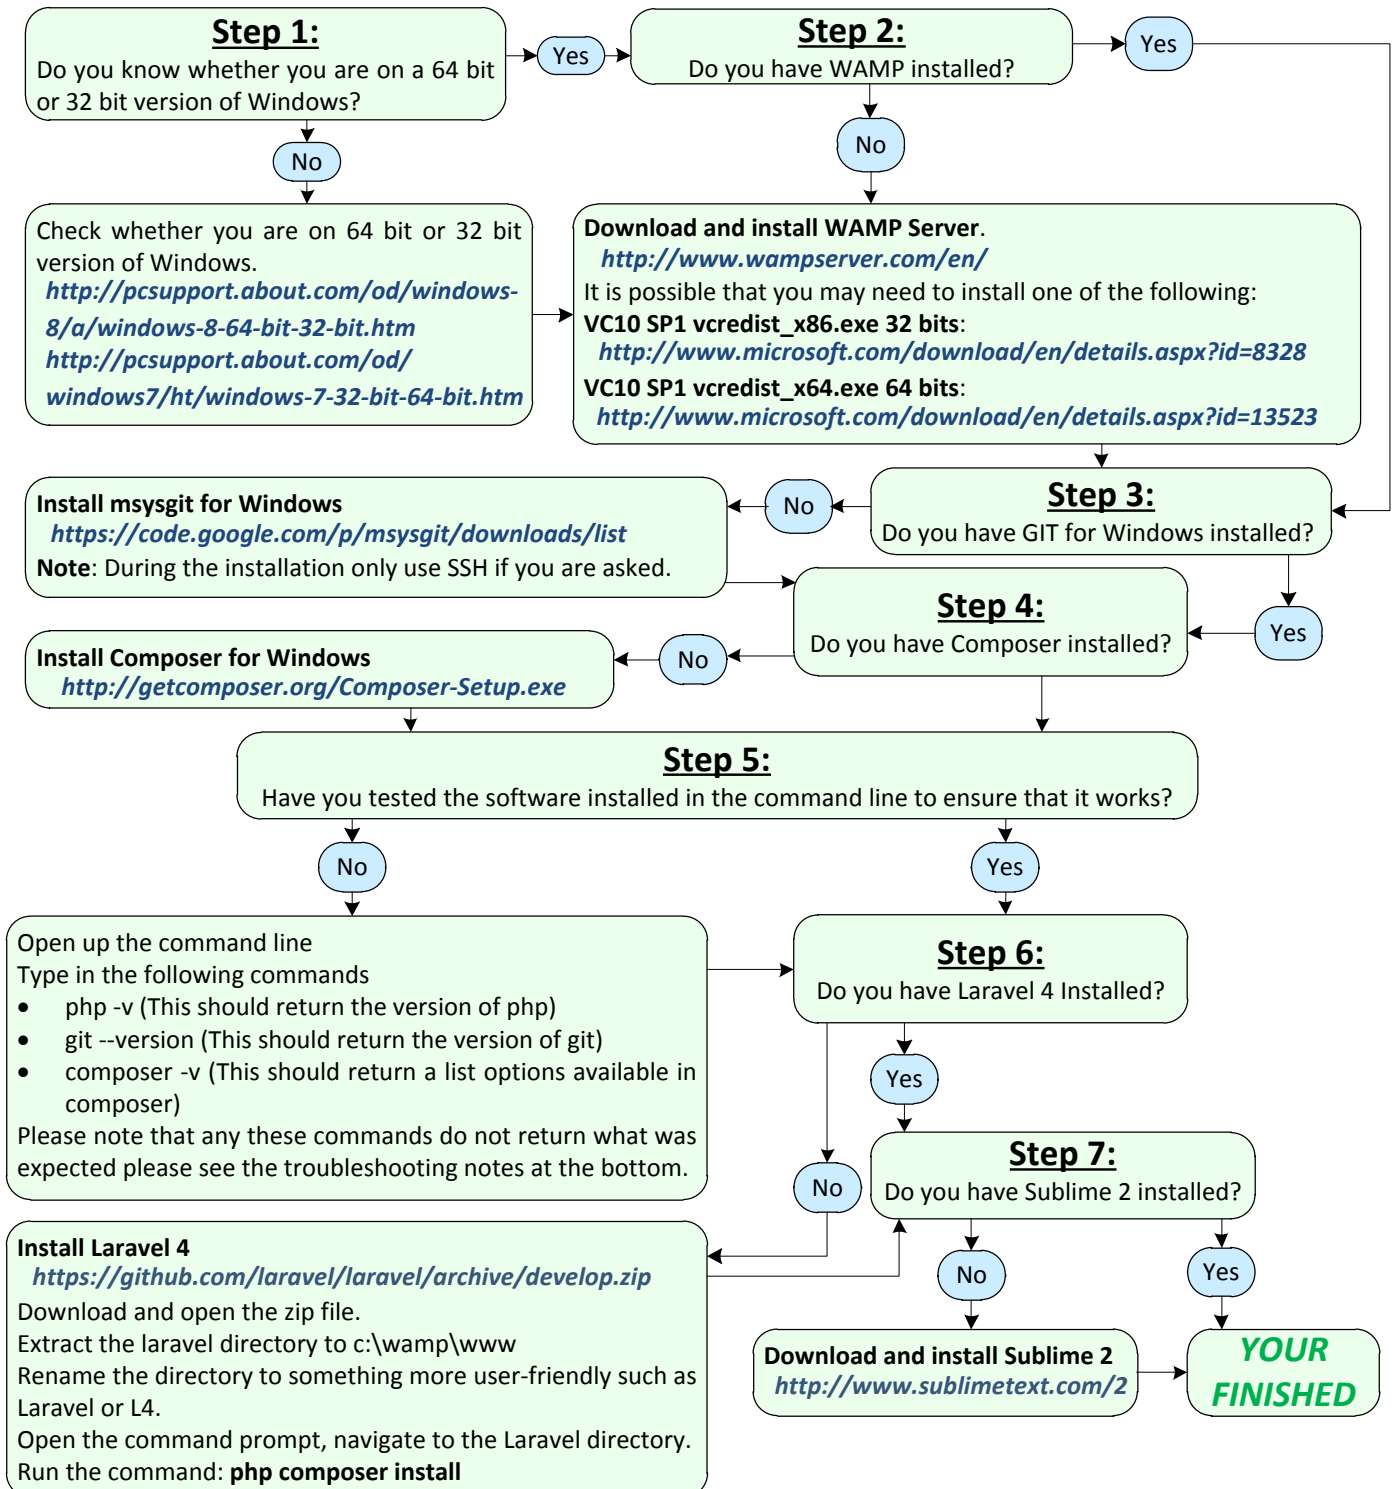 Step 1:
Do you know whether you are on a 64 bit
or 32 bit version of Windows?
Yes
Step 2:
Do you have WAMP installed?
Yes
No
No
Check whether you are on 64 bit or 32 bit
version of Windows.
http://pcsupport.about.com/od/windows-
8/a/windows-8-64-bit-32-bit.htm
http://pcsupport.about.com/od/
windows7/ht/windows-7-32-bit-64-bit.htm
Download and install WAMP Server.
http://www.wampserver.com/en/
It is possible that you may need to install one of the following:
VC10 SP1 vcredist_x86.exe 32 bits:
http://www.microsoft.com/download/en/details.aspx?id=8328
VC10 SP1 vcredist_x64.exe 64 bits:
http://www.microsoft.com/download/en/details.aspx?id=13523
Step 3:
Do you have GIT for Windows installed?
No
Install msysgit for Windows
https://code.google.com/p/msysgit/downloads/list
Note: During the installation only use SSH if you are asked.
Yes
Step 4:
Do you have Composer installed?
No
Install Composer for Windows
http://getcomposer.org/Composer-Setup.exe
Step 5:
Have you tested the software installed in the command line to ensure that it works?
No
Yes
Open up the command line
Type in the following commands
• php -v (This should return the version of php)
• git --version (This should return the version of git)
• composer -v (This should return a list options available in
composer)
Please note that any these commands do not return what was
expected please see the troubleshooting notes at the bottom.
Step 6:
Do you have Laravel 4 Installed?
Yes
No
Step 7:
Do you have Sublime 2 installed?
No
Yes
Install Laravel 4
https://github.com/laravel/laravel/archive/develop.zip
Download and open the zip file.
Extract the laravel directory to c:\wamp\www
Rename the directory to something more user-friendly such as
Laravel or L4.
Open the command prompt, navigate to the Laravel directory.
Run the command: php composer install
Download and install Sublime 2
http://www.sublimetext.com/2
YOUR
FINISHED